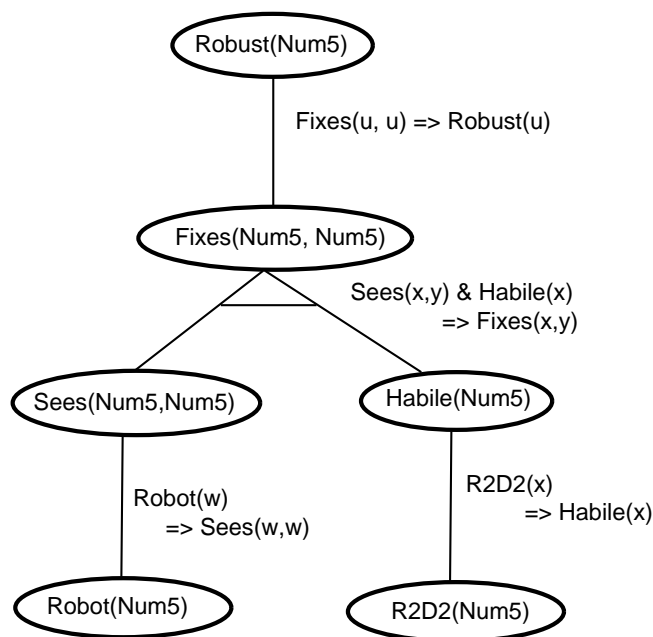 Robust(Num5)
Fixes(u, u) => Robust(u)
Fixes(Num5, Num5)
Sees(x,y) & Habile(x)
=> Fixes(x,y)
Sees(Num5,Num5)
Habile(Num5)
Robot(w)
=> Sees(w,w)
R2D2(x)
=> Habile(x)
Robot(Num5)
R2D2(Num5)